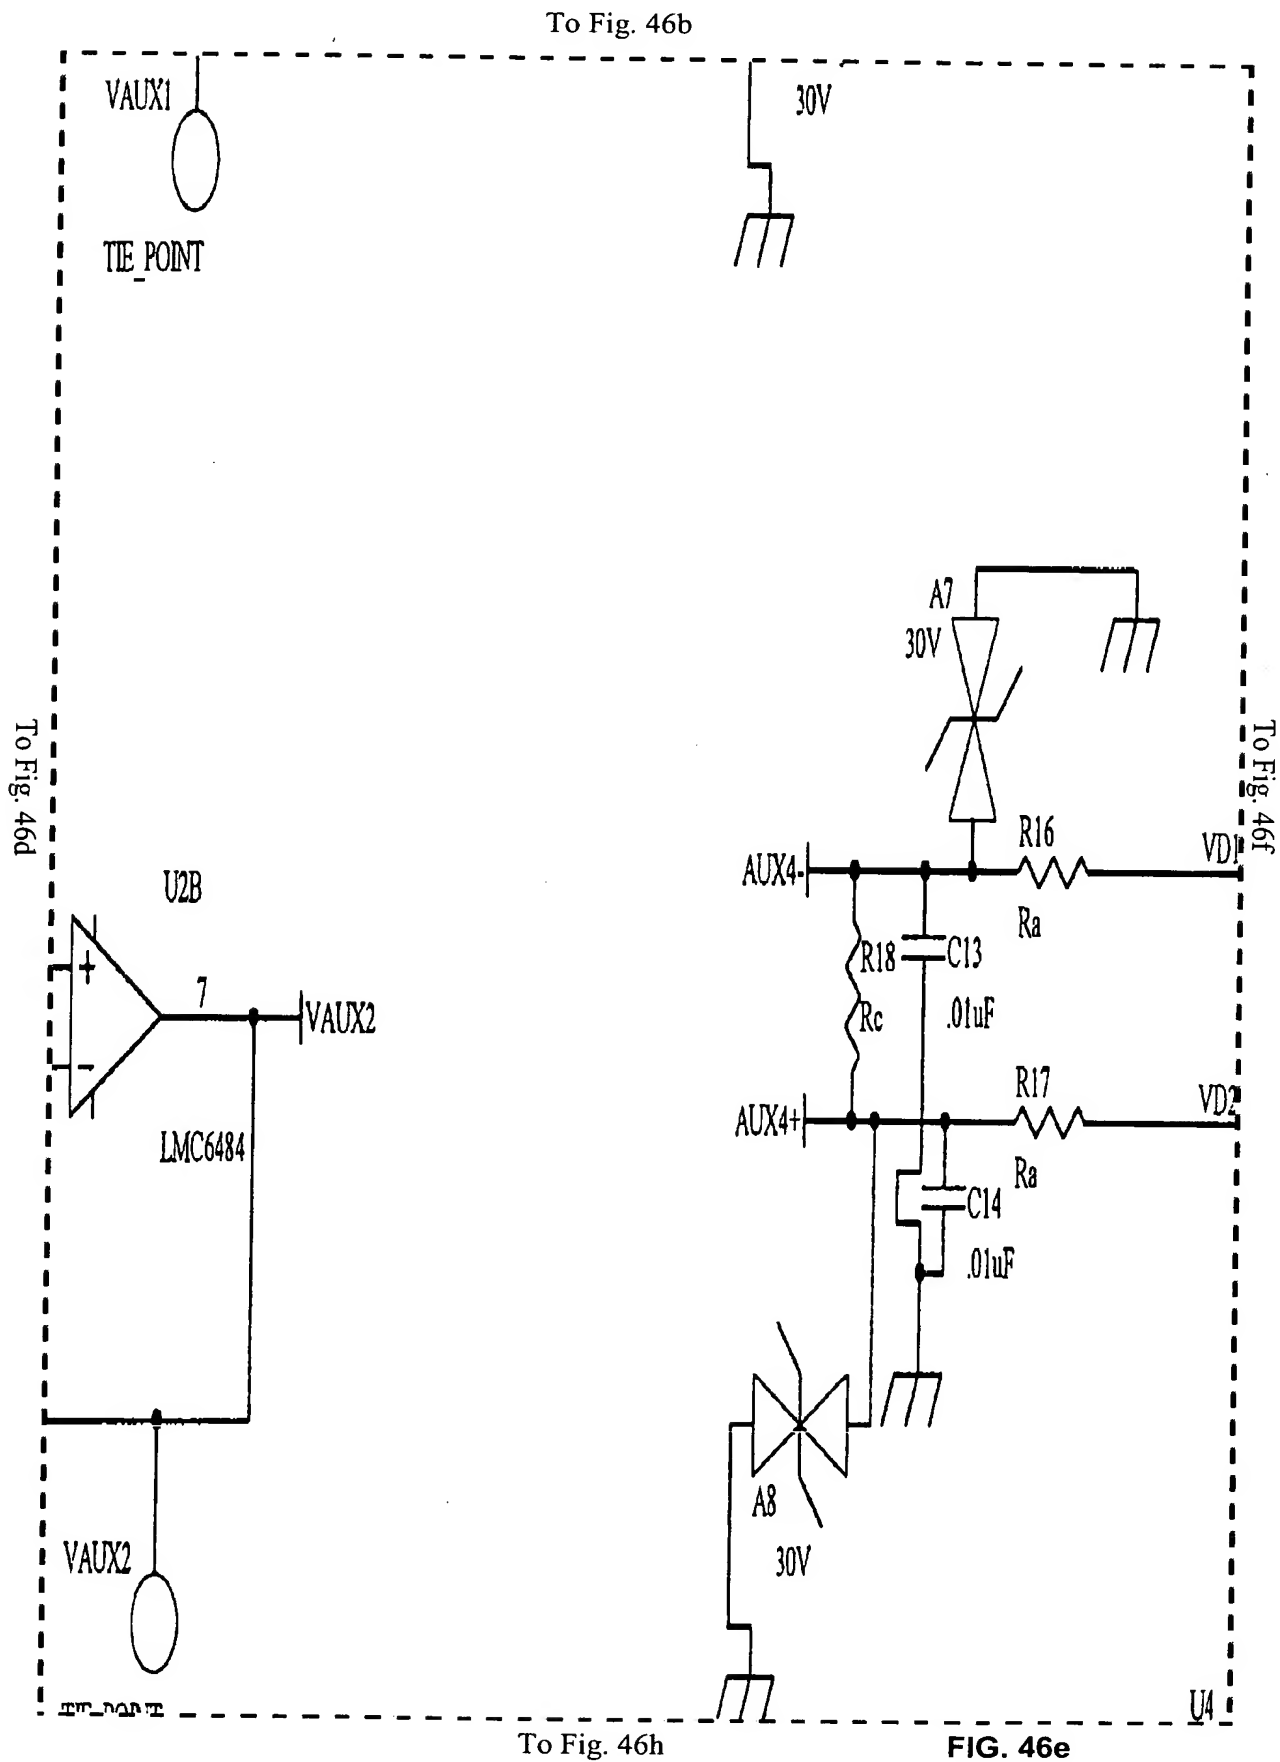 To Fig. 46b
VAUX1
30V
TIE_POINT
A7
30V
To Fig. 46d
To Fig. 46f
R16
VD1
AUX4-
U2B
Ra
+
R18
C13
7
VAUX2
Rc
.01uF
-
R17
VD2
AUX4+
LMC6484
Ra
C14
.01uF
A8
VAUX2
30V
U4
To Fig. 46h
FIG. 46e